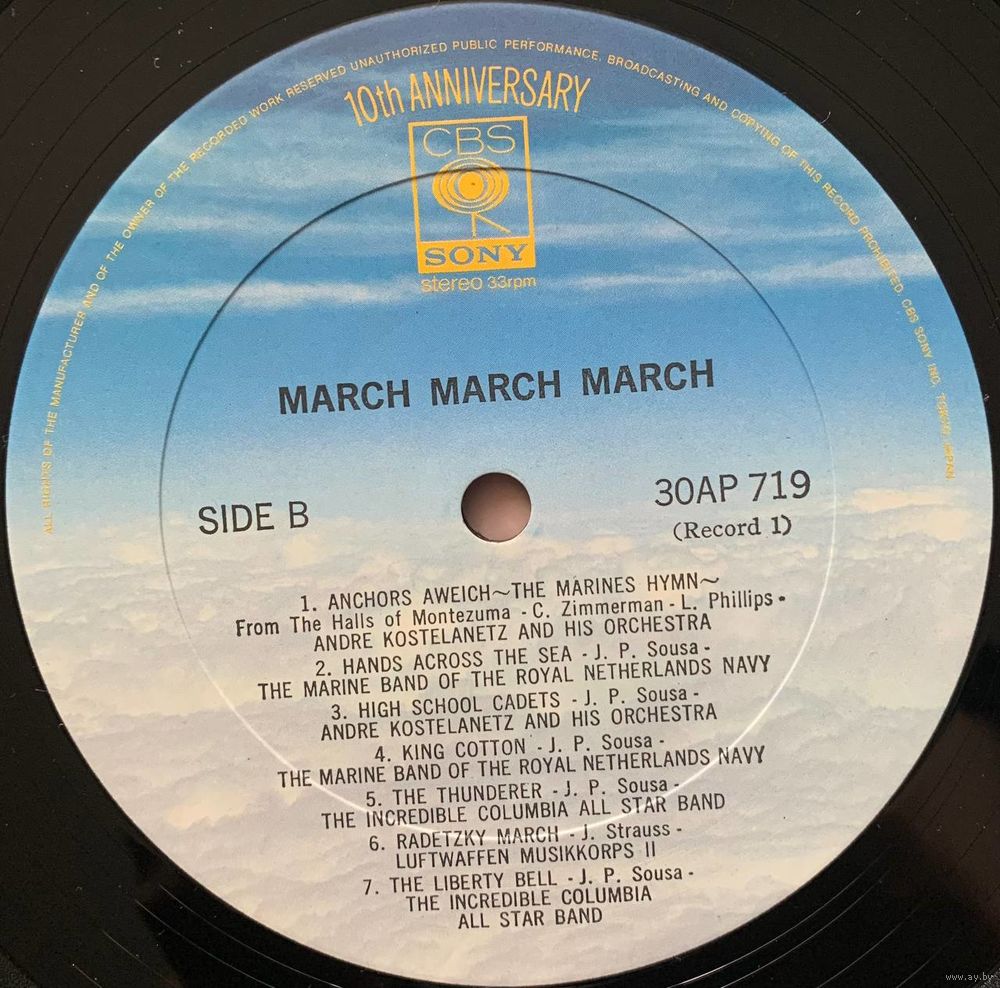 ALL RIGHTS OF THE MANUFACTURER AND OF THE OWNER OF THE RECORDED WORK RESERVED UNAUTHORIZED PUBLIC PERFORMANCE, BROADCASTING AND COPYING OF THIS RECORD PROHIBITED. CBS SONY INC. TOKYO, JAPAN
10th ANNIVERSARY
CBS
SONY
stereo 33rpm
MARCH MARCH MARCH
SIDE B
30AP 719
(Record 1)
1. ANCHORS AWEICH~THE MARINES HYMN~
From The Halls of Montezuma - C. Zimmerman - L. Phillips -
ANDRE KOSTELANETZ AND HIS ORCHESTRA
2. HANDS ACROSS THE SEA - J. P. Sousa -
THE MARINE BAND OF THE ROYAL NETHERLANDS NAVY
3. HIGH SCHOOL CADETS - J. P. Sousa -
ANDRE KOSTELANETZ AND HIS ORCHESTRA
4. KING COTTON - J. P. Sousa -
THE MARINE BAND OF THE ROYAL NETHERLANDS NAVY
5. THE THUNDERER - J. P. Sousa -
THE INCREDIBLE COLUMBIA ALL STAR BAND
6. RADETZKY MARCH - J. Strauss -
LUFTWAFFEN MUSIKKORPS II
7. THE LIBERTY BELL - J. P. Sousa -
THE INCREDIBLE COLUMBIA
ALL STAR BAND
www.ay.by